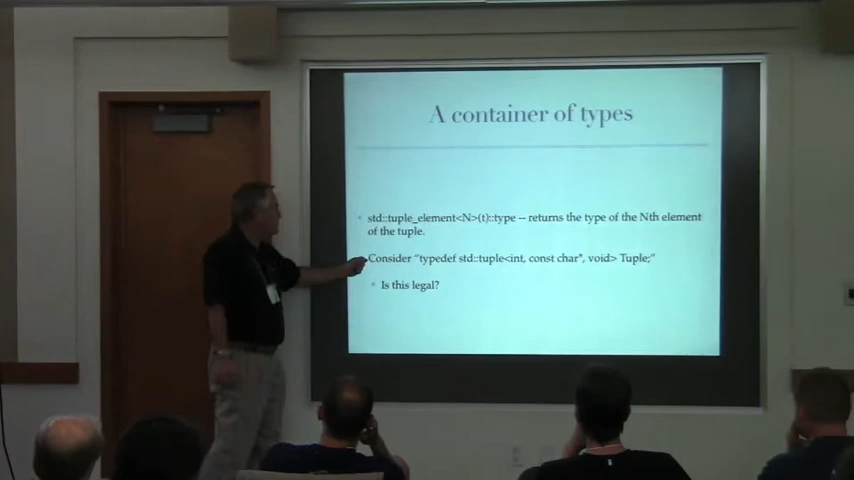 A container of types
std::tuple_element<N>(t)::type -- returns the type of the Nth element
of the tuple.
Consider "typedef std::tuple<int, const char*, void> Tuple;"
Is this legal?